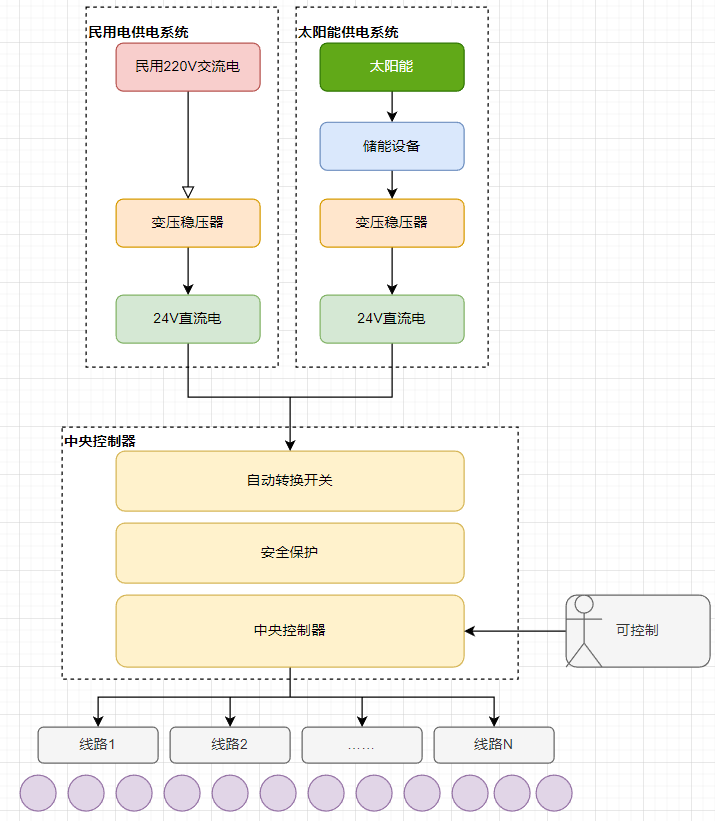 民用电供电系统
太阳能供电系统
民用220V交流电
太阳能
储能设备
变压稳压器
变压稳压器
24V直流电
24V直流电
中央控制器
自动转换开关
安全保护
中央控制器
可控制
线路1
线路2
……
线路N